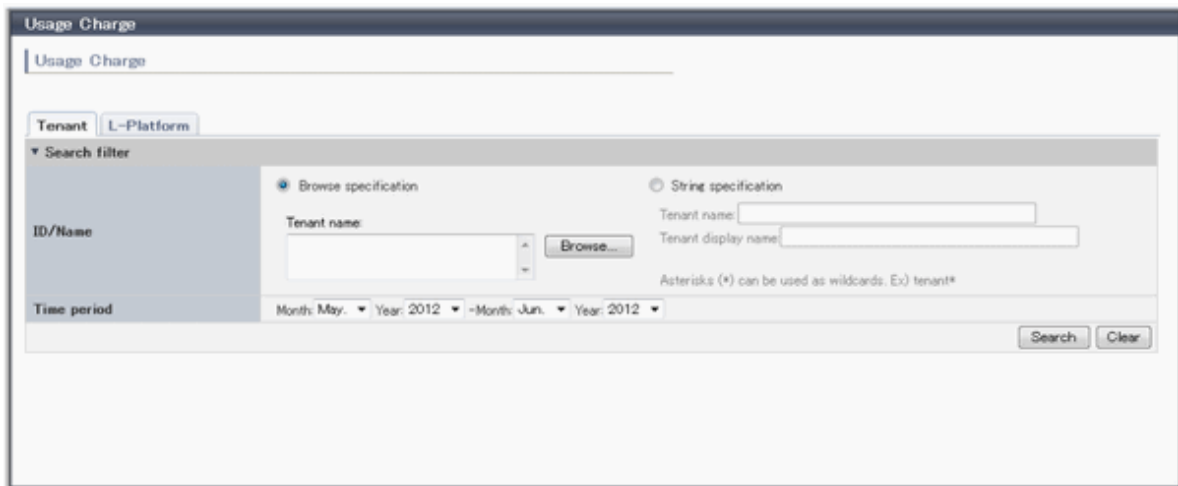 Usage Charge
Usage Charge
Tenant L-Platform
▼ Search filter
ID/Name
Browse specification
Tenant name:
Browse...
String specification
Tenant name:
Tenant display name:
Asterisks (*) can be used as wildcards. Ex) tenant*
Time period
Month: May. ▼ Year: 2012 ▼ -Month: Jun. ▼ Year: 2012 ▼
Search Clear